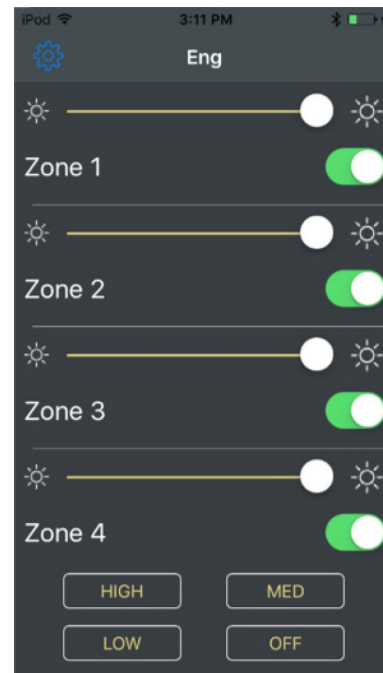 iPod 3:11 PM
Eng
Zone 1
Zone 2
Zone 3
Zone 4
HIGH MED
LOW OFF